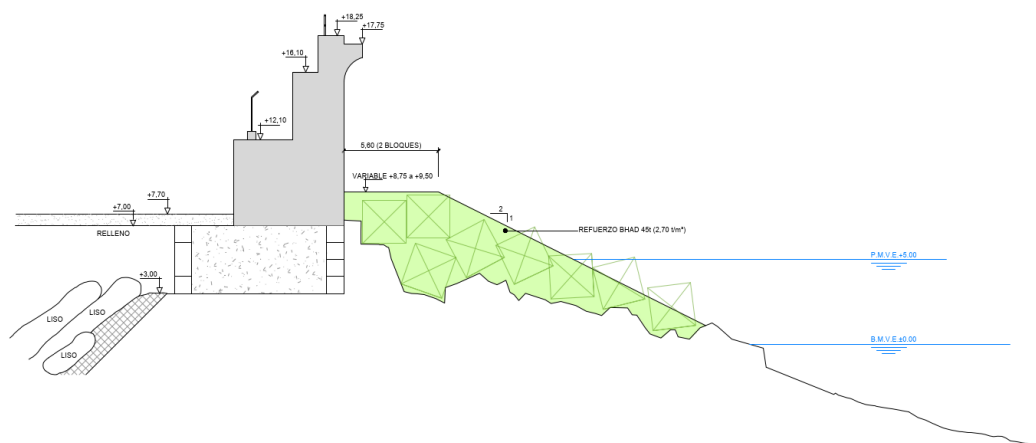 +18,25
+17,75
+16,10
+12,10
5,60 (2 BLOQUES)
VARIABLE +8,75 a +9,50
+7,70
+7,00
RELLENO
2
1
REFUERZO BHAD 45t (2,70 t/m³)
P.M.V.E.+5.00
+3,00
LISO
LISO
LISO
B.M.V.E.±0.00